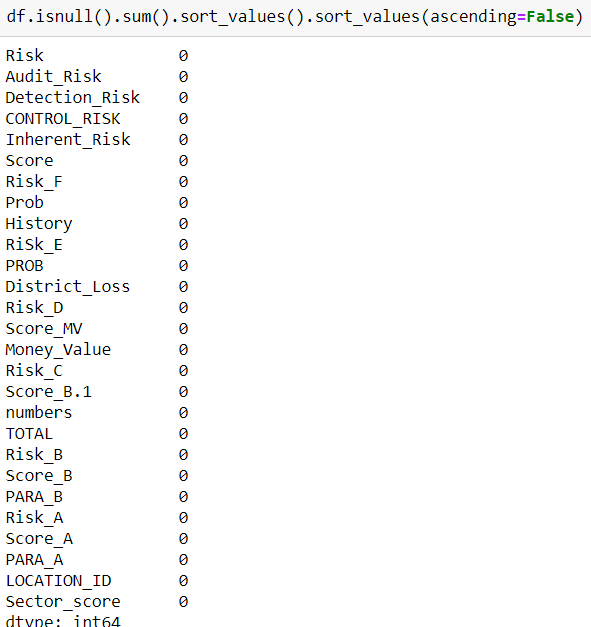 df.isnull().sum().sort_values().sort_values(ascending=False)
Risk 0
Audit_Risk 0
Detection_Risk 0
CONTROL_RISK 0
Inherent_Risk 0
Score 0
Risk_F 0
Prob 0
History 0
RiSk_E 0
PROB 0
District_Loss 0
Risk_D 0
Score_MV 0
Money_Value 0
Risk_C 0
Score_B.1 0
numbers 0
TOTAL 0
Risk_B 0
Score_B 0
PARA_B 0
Risk_A 0
Score_A 0
PARA_A 0
LOCATION_ID 0
Sector_score 0
dtype: int64